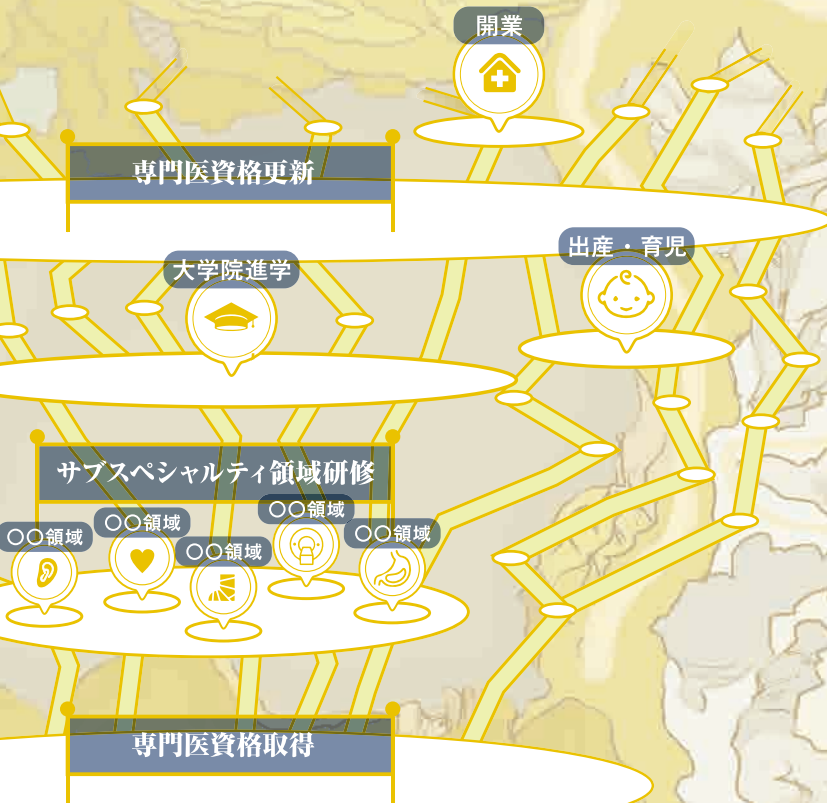 開業
専門医資格更新
出産・育児
大学院進学
サブスペシャルティ領域研修
〇〇領域
〇〇領域
〇〇領域
〇〇領域
〇〇領域
専門医資格取得